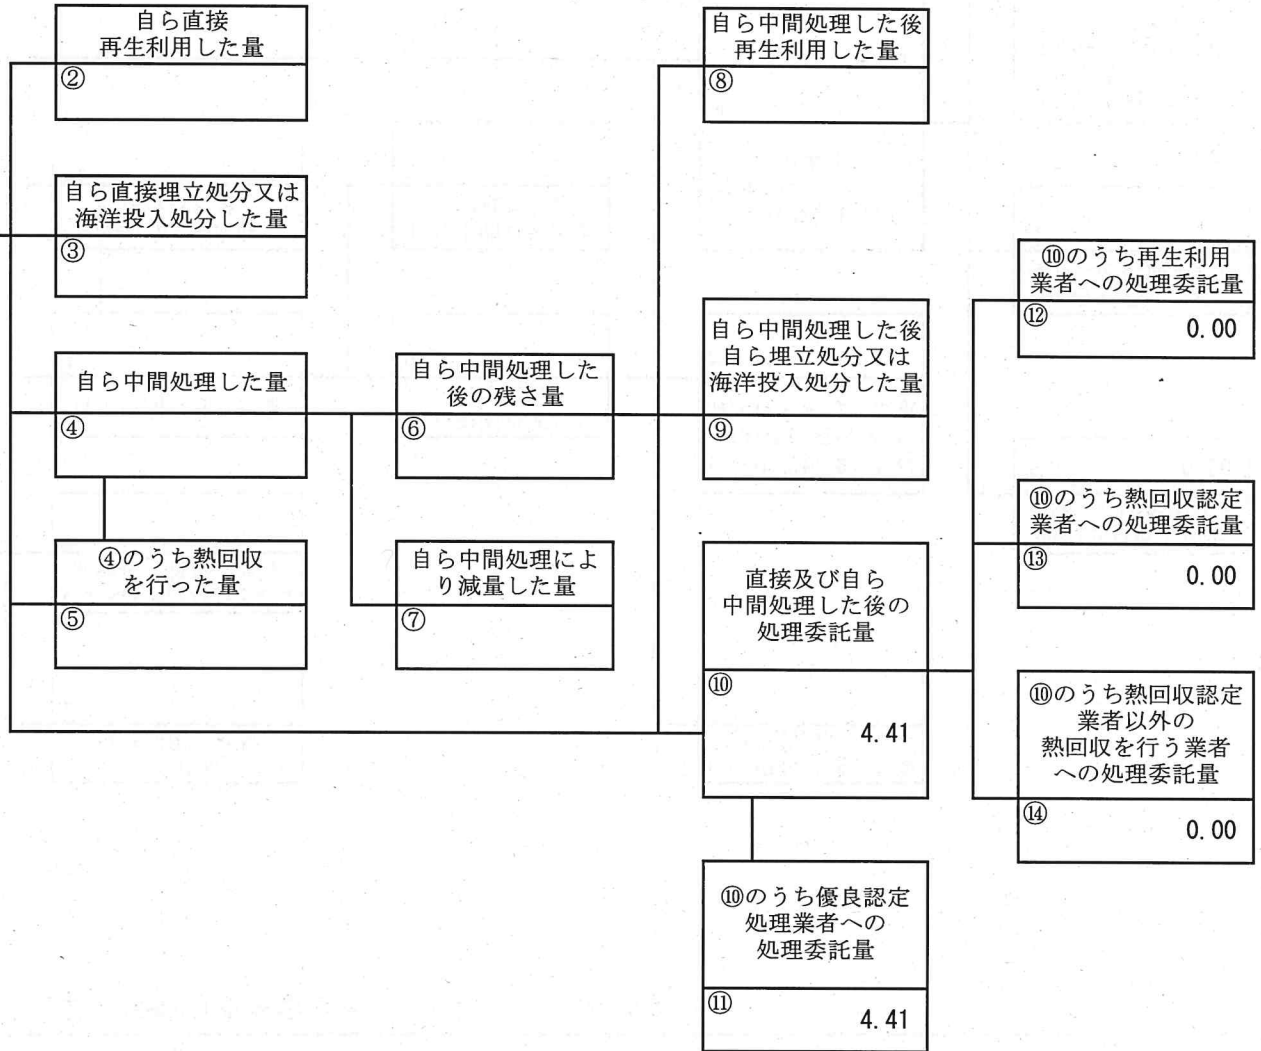 自ら直接
再生利用した量
②
自ら直接埋立処分又は
海洋投入処分した量
③
自ら中間処理した量
④
④のうち熱回収
を行った量
⑤
自ら中間処理した
後の残さ量
⑥
自ら中間処理によ
り減量した量
⑦
自ら中間処理した後
再生利用した量
⑧
自ら中間処理した後
自ら埋立処分又は
海洋投入処分した量
⑨
直接及び自ら
中間処理した後の
処理委託量
⑩
4.41
⑩のうち優良認定
処理業者への
処理委託量
⑪
4.41
⑩のうち再生利用
業者への処理委託量
⑫
0.00
⑩のうち熱回収認定
業者への処理委託量
⑬
0.00
⑩のうち熱回収認定
業者以外の
熱回収を行う業者
への処理委託量
⑭
0.00